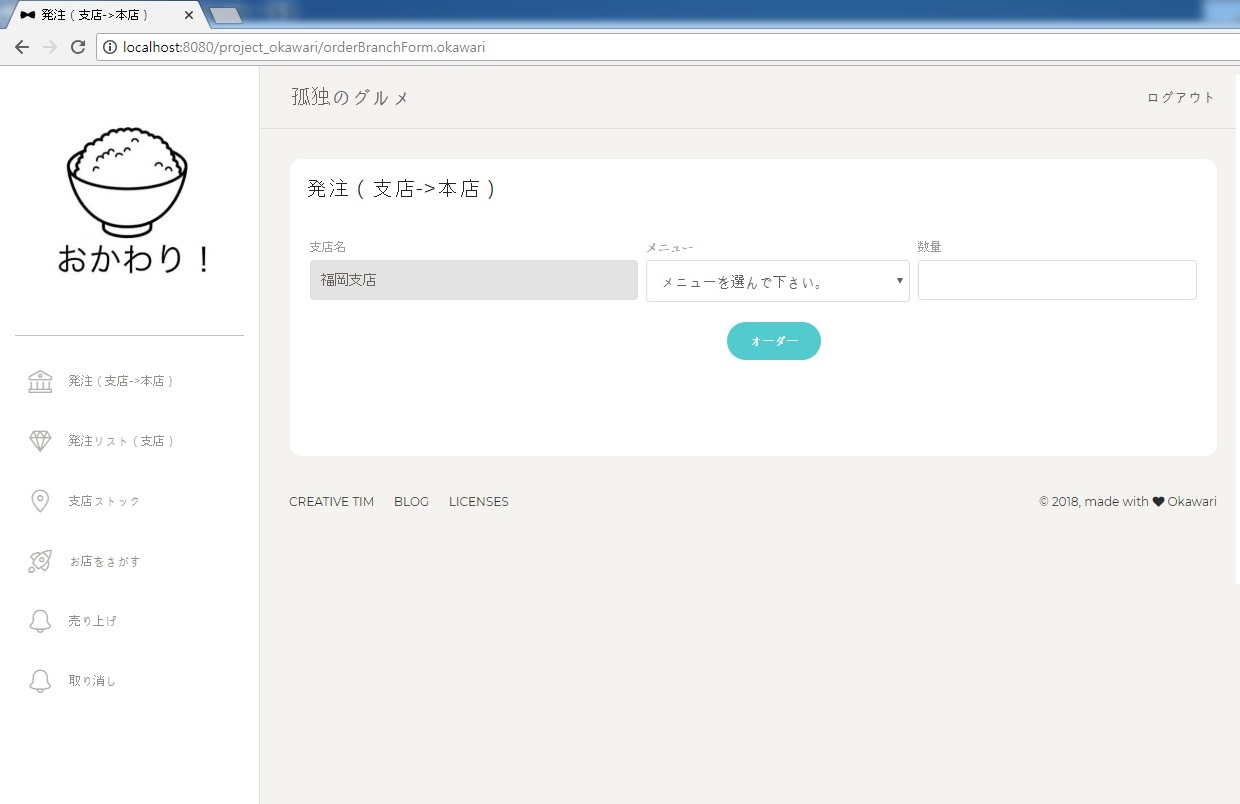 発注 ( 支店->本店 )
localhost:8080/project_okawari/orderBranchForm.okawari
おかわり！
発注 ( 支店->本店 )
発注リスト ( 支店 )
支店ストック
お店をさがす
売り上げ
取り消し
孤独のグルメ
ログアウト
発注 ( 支店->本店 )
支店名
メニュー
数量
福岡支店
メニューを選んで下さい。
オーダー
CREATIVE TIM BLOG LICENSES
© 2018, made with ♥ Okawari